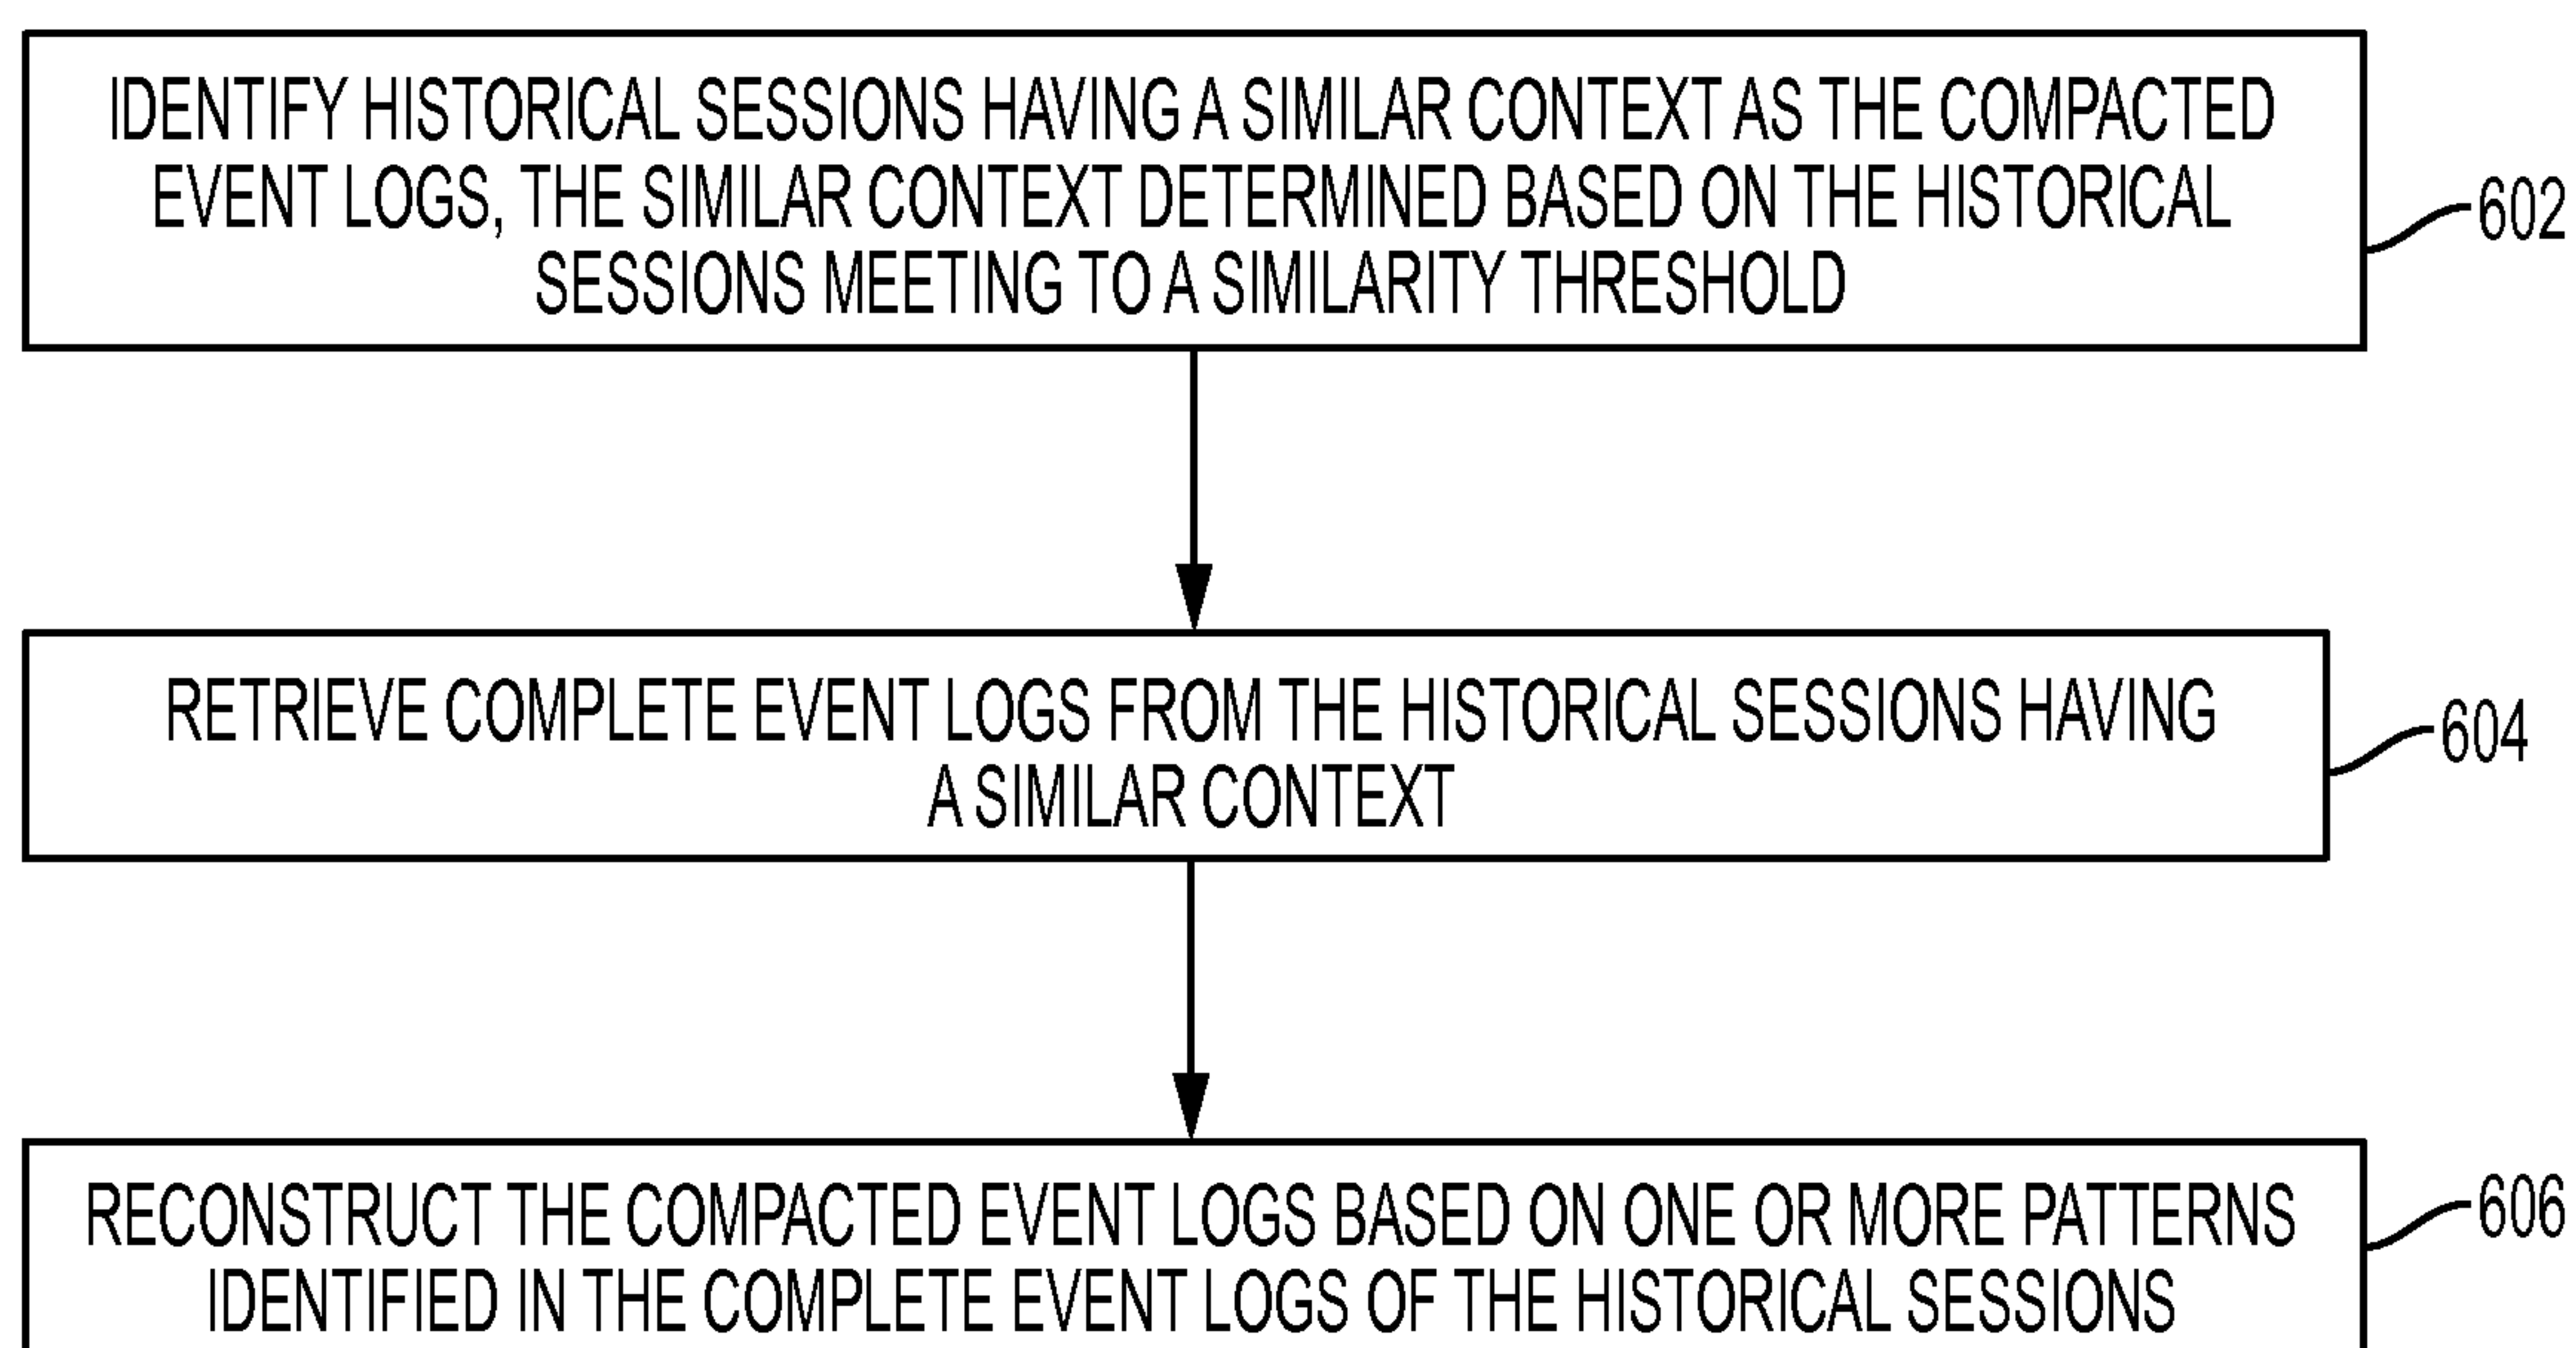 IDENTIFY HISTORICAL SESSIONS HAVING A SIMILAR CONTEXT AS THE COMPACTED
EVENT LOGS, THE SIMILAR CONTEXT DETERMINED BASED ON THE HISTORICAL
SESSIONS MEETING TO A SIMILARITY THRESHOLD
602
RETRIEVE COMPLETE EVENT LOGS FROM THE HISTORICAL SESSIONS HAVING
A SIMILAR CONTEXT
604
RECONSTRUCT THE COMPACTED EVENT LOGS BASED ON ONE OR MORE PATTERNS
IDENTIFIED IN THE COMPLETE EVENT LOGS OF THE HISTORICAL SESSIONS
606